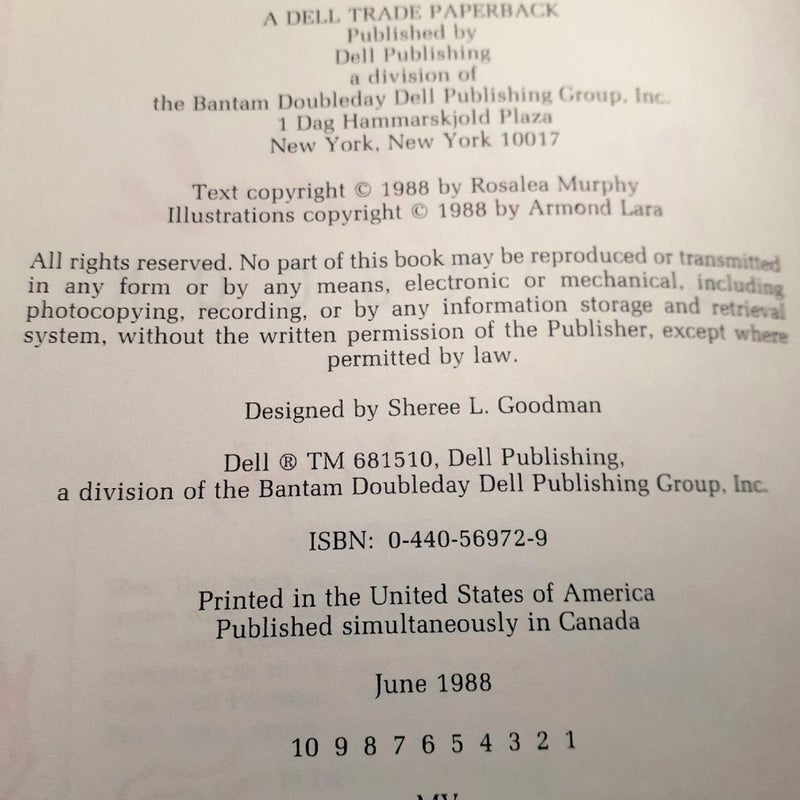 A DELL TRADE PAPERBACK
Published by
Dell Publishing
a division of
the Bantam Doubleday Dell Publishing Group, Inc.
1 Dag Hammarskjold Plaza
New York, New York 10017
Text copyright © 1988 by Rosalea Murphy
Illustrations copyright © 1988 by Armond Lara
All rights reserved. No part of this book may be reproduced or transmitted
in any form or by any means, electronic or mechanical, including
photocopying, recording, or by any information storage and retrieval
system, without the written permission of the Publisher, except where
permitted by law.
Designed by Sheree L. Goodman
Dell ® TM 681510, Dell Publishing,
a division of the Bantam Doubleday Dell Publishing Group, Inc.
ISBN: 0-440-56972-9
Printed in the United States of America
Published simultaneously in Canada
June 1988
10 9 8 7 6 5 4 3 2 1